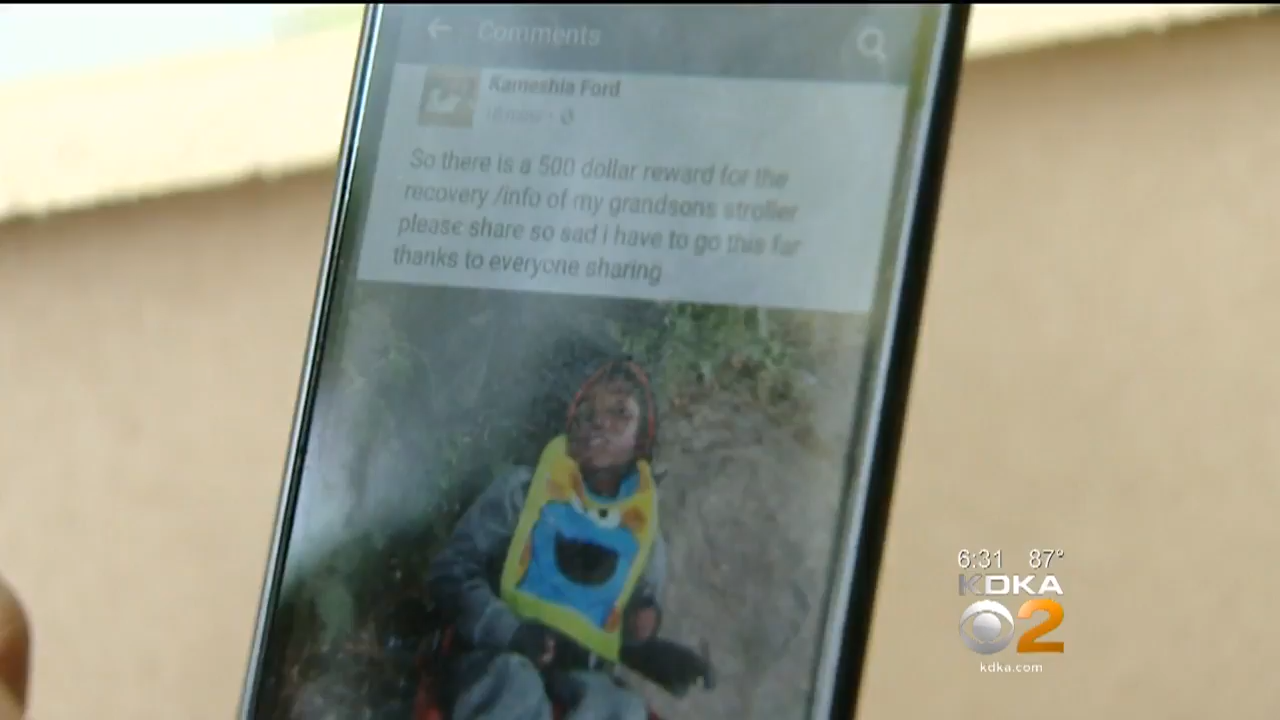 Comments
Kameshia Ford
So there is a 500 dollar reward for the
recovery /info of my grandsons stroller
please share so sad i have to go this far
thanks to everyone sharing
6:31 87°
KDKA
2
kdka.com